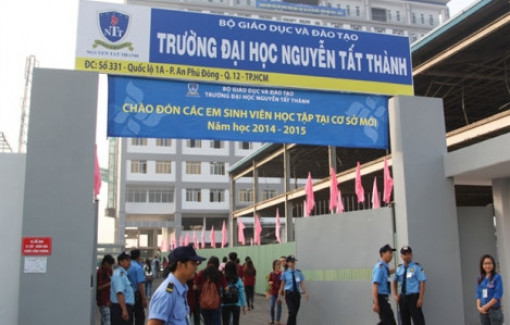 BỘ GIÁO DỤC VÀ ĐÀO TẠO
TRƯỜNG ĐẠI HỌC NGUYỄN TẤT THÀNH
NTT
NGUYEN TAT THANH
ĐC: Số 331 - Quốc lộ 1A - P. An Phú Đông - Q. 12 - TP.HCM
BỘ GIÁO DỤC VÀ ĐÀO TẠO
TRƯỜNG ĐẠI HỌC NGUYỄN TẤT THÀNH
CHÀO ĐÓN CÁC EM SINH VIÊN HỌC TẬP TẠI CƠ SỞ MỚI
Năm học 2014 - 2015